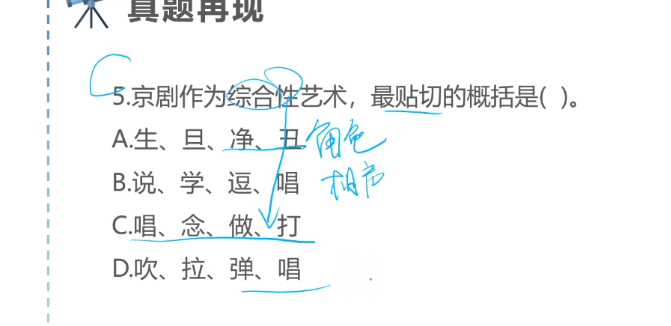 真题再现
C
5.京剧作为综合性艺术，最贴切的概括是( )。
A.生、旦、净、丑 角色
B.说、学、逗、唱 相声
C.唱、念、做、打
D.吹、拉、弹、唱